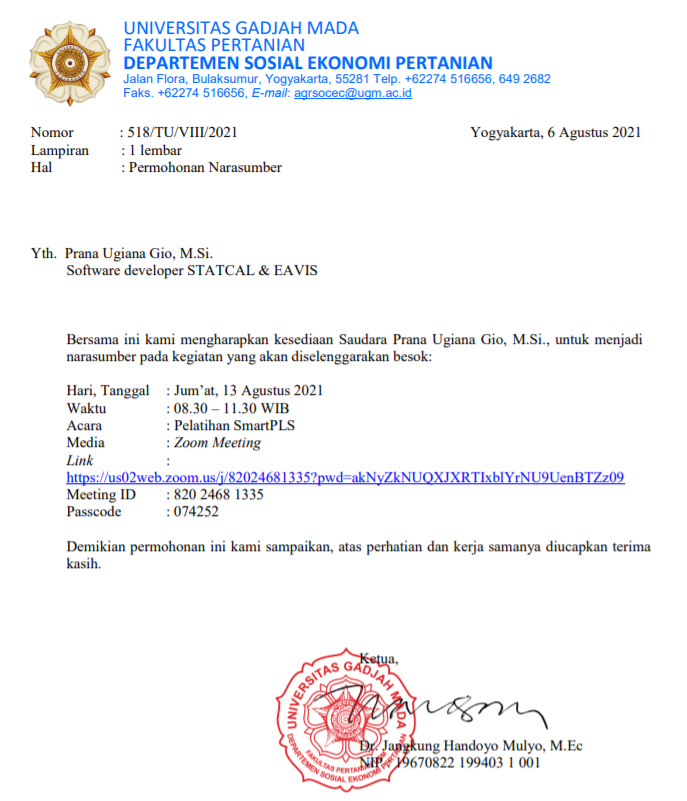 UNIVERSITAS GADJAH MADA
FAKULTAS PERTANIAN
DEPARTEMEN SOSIAL EKONOMI PERTANIAN
Jalan Flora, Bulaksumur, Yogyakarta, 55281 Telp. +62274 516656, 649 2682
Faks. +62274 516656, E-mail: agrsocec@ugm.ac.id
Nomor : 518/TU/VIII/2021 Yogyakarta, 6 Agustus 2021
Lampiran : 1 lembar
Hal : Permohonan Narasumber
Yth. Prana Ugiana Gio, M.Si.
Software developer STATCAL & EAVIS
Bersama ini kami mengharapkan kesediaan Saudara Prana Ugiana Gio, M.Si., untuk menjadi
narasumber pada kegiatan yang akan diselenggarakan besok:
Hari, Tanggal : Jum’at, 13 Agustus 2021
Waktu : 08.30 – 11.30 WIB
Acara : Pelatihan SmartPLS
Media : Zoom Meeting
Link :
https://us02web.zoom.us/j/82024681335?pwd=akNyZkNUQXJXRTIxblYrNU9UenBTZz09
Meeting ID : 820 2468 1335
Passcode : 074252
Demikian permohonan ini kami sampaikan, atas perhatian dan kerja samanya diucapkan terima
kasih.
Ketua,
UNIVERSITAS GADJAH MADA
FAKULTAS PERTANIAN UGM
DEPARTEMEN SOSIAL EKONOMI PERTANIAN
Dr. Jangkung Handoyo Mulyo, M.Ec
NIP. 19670822 199403 1 001